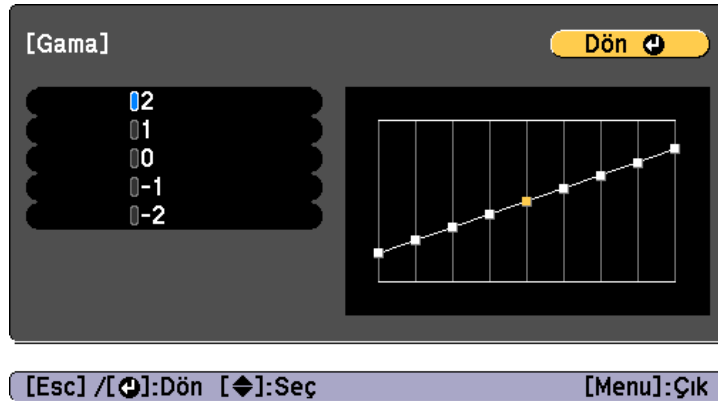 [Gama]
Dön
2
1
0
-1
-2
[Esc] /[ ]:Dön [ ]:Seç
[Menu]:Çık